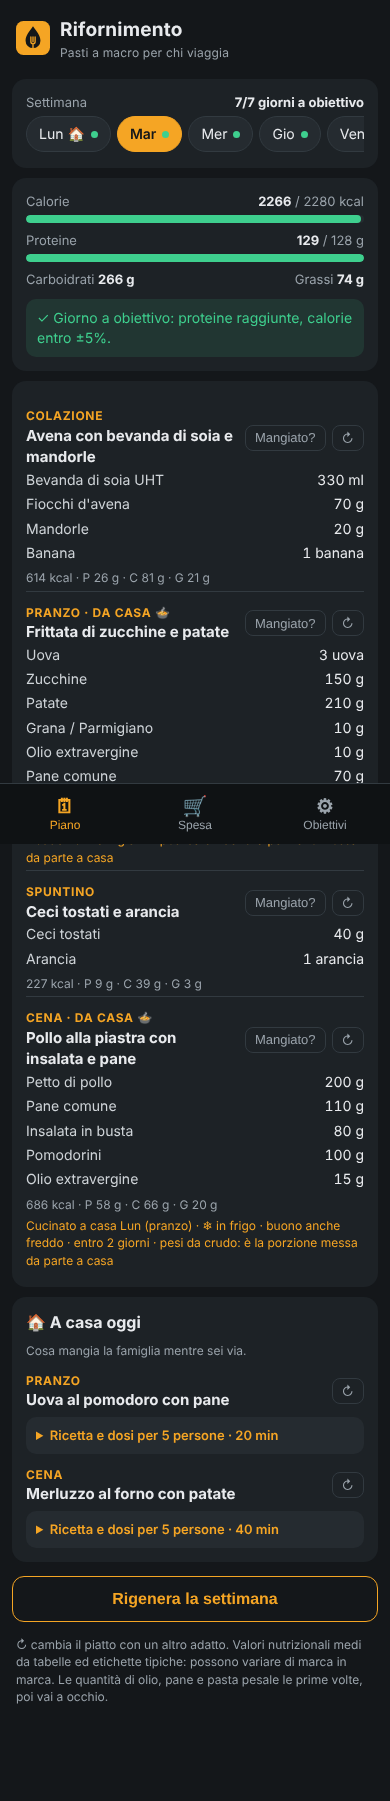 Rifornimento
Pasti a macro per chi viaggia
Settimana 7/7 giorni a obiettivo
Lun 🏠 Mar Mer Gio Ven
Calorie 2266 / 2280 kcal
Proteine 129 / 128 g
Carboidrati 266 g Grassi 74 g
✓ Giorno a obiettivo: proteine raggiunte, calorie
entro ±5%.
COLAZIONE
Avena con bevanda di soia e
mandorle
Mangiato? ↻
Bevanda di soia UHT 330 ml
Fiocchi d'avena 70 g
Mandorle 20 g
Banana 1 banana
614 kcal · P 26 g · C 81 g · G 21 g
PRANZO · DA CASA 🍲
Frittata di zucchine e patate
Mangiato? ↻
Uova 3 uova
Zucchine 150 g
Patate 210 g
Grana / Parmigiano 10 g
Olio extravergine 10 g
Pane comune 70 g
Piano Spesa Obiettivi
da parte a casa
SPUNTINO
Ceci tostati e arancia
Mangiato? ↻
Ceci tostati 40 g
Arancia 1 arancia
227 kcal · P 9 g · C 39 g · G 3 g
CENA · DA CASA 🍲
Pollo alla piastra con
insalata e pane
Mangiato? ↻
Petto di pollo 200 g
Pane comune 110 g
Insalata in busta 80 g
Pomodorini 100 g
Olio extravergine 15 g
686 kcal · P 58 g · C 66 g · G 20 g
Cucinato a casa Lun (pranzo) · ❄ in frigo · buono anche
freddo · entro 2 giorni · pesi da crudo: è la porzione messa
da parte a casa
🏠 A casa oggi
Cosa mangia la famiglia mentre sei via.
PRANZO
Uova al pomodoro con pane
↻
▶ Ricetta e dosi per 5 persone · 20 min
CENA
Merluzzo al forno con patate
↻
▶ Ricetta e dosi per 5 persone · 40 min
Rigenera la settimana
↻ cambia il piatto con un altro adatto. Valori nutrizionali medi
da tabelle ed etichette tipiche: possono variare di marca in
marca. Le quantità di olio, pane e pasta pesale le prime volte,
poi vai a occhio.